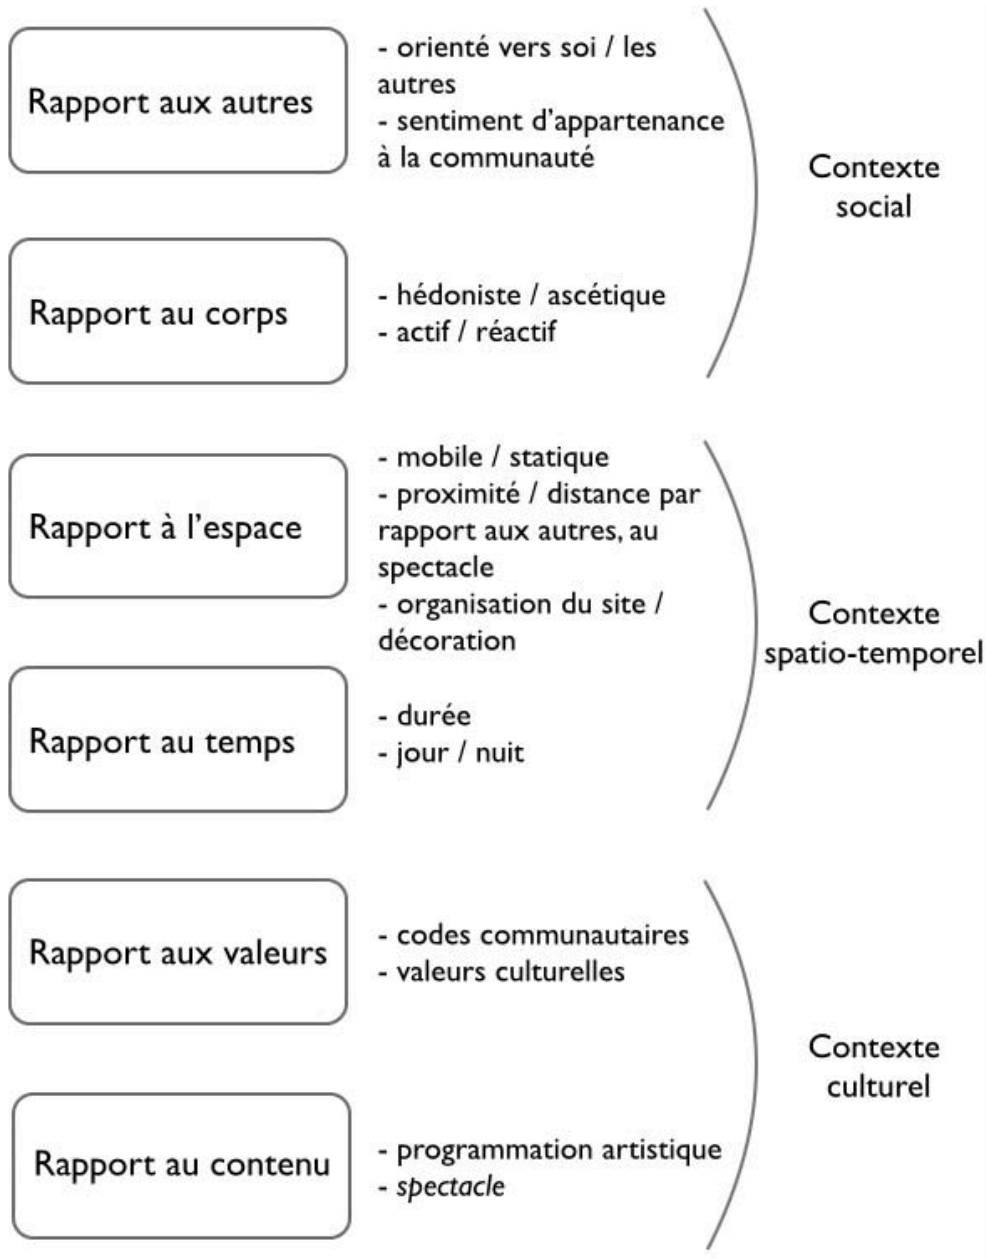 Rapport aux autres
- orienté vers soi / les
autres
- sentiment d'appartenance
à la communauté
Contexte
social
Rapport au corps
- hédoniste / ascétique
- actif / réactif
Rapport à l'espace
- mobile / statique
- proximité / distance par
rapport aux autres, au
spectacle
- organisation du site /
décoration
Contexte
spatio-temporel
Rapport au temps
- durée
- jour / nuit
Rapport aux valeurs
- codes communautaires
- valeurs culturelles
Contexte
culturel
Rapport au contenu
- programmation artistique
- spectacle